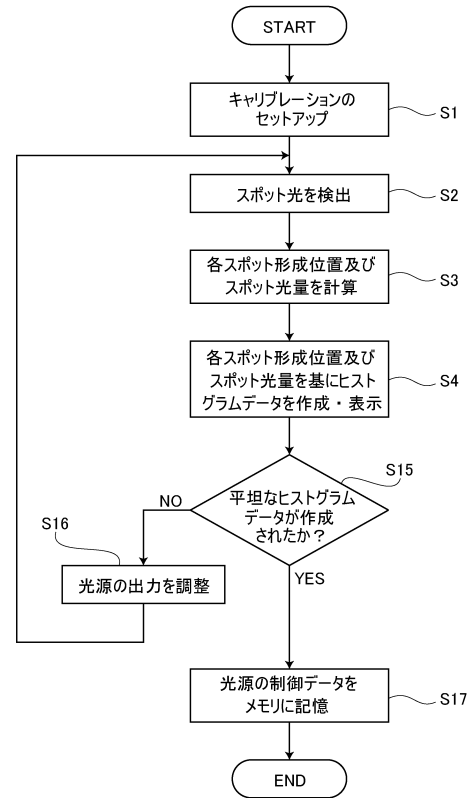 START
キャリブレーションの
セットアップ
S1
スポット光を検出
S2
各スポット形成位置及び
スポット光量を計算
S3
各スポット形成位置及び
スポット光量を基にヒスト
グラムデータを作成・表示
S4
平坦なヒストグラム
データが作成
されたか？
S15
NO
S16
光源の出力を調整
YES
光源の制御データを
メモリに記憶
S17
END